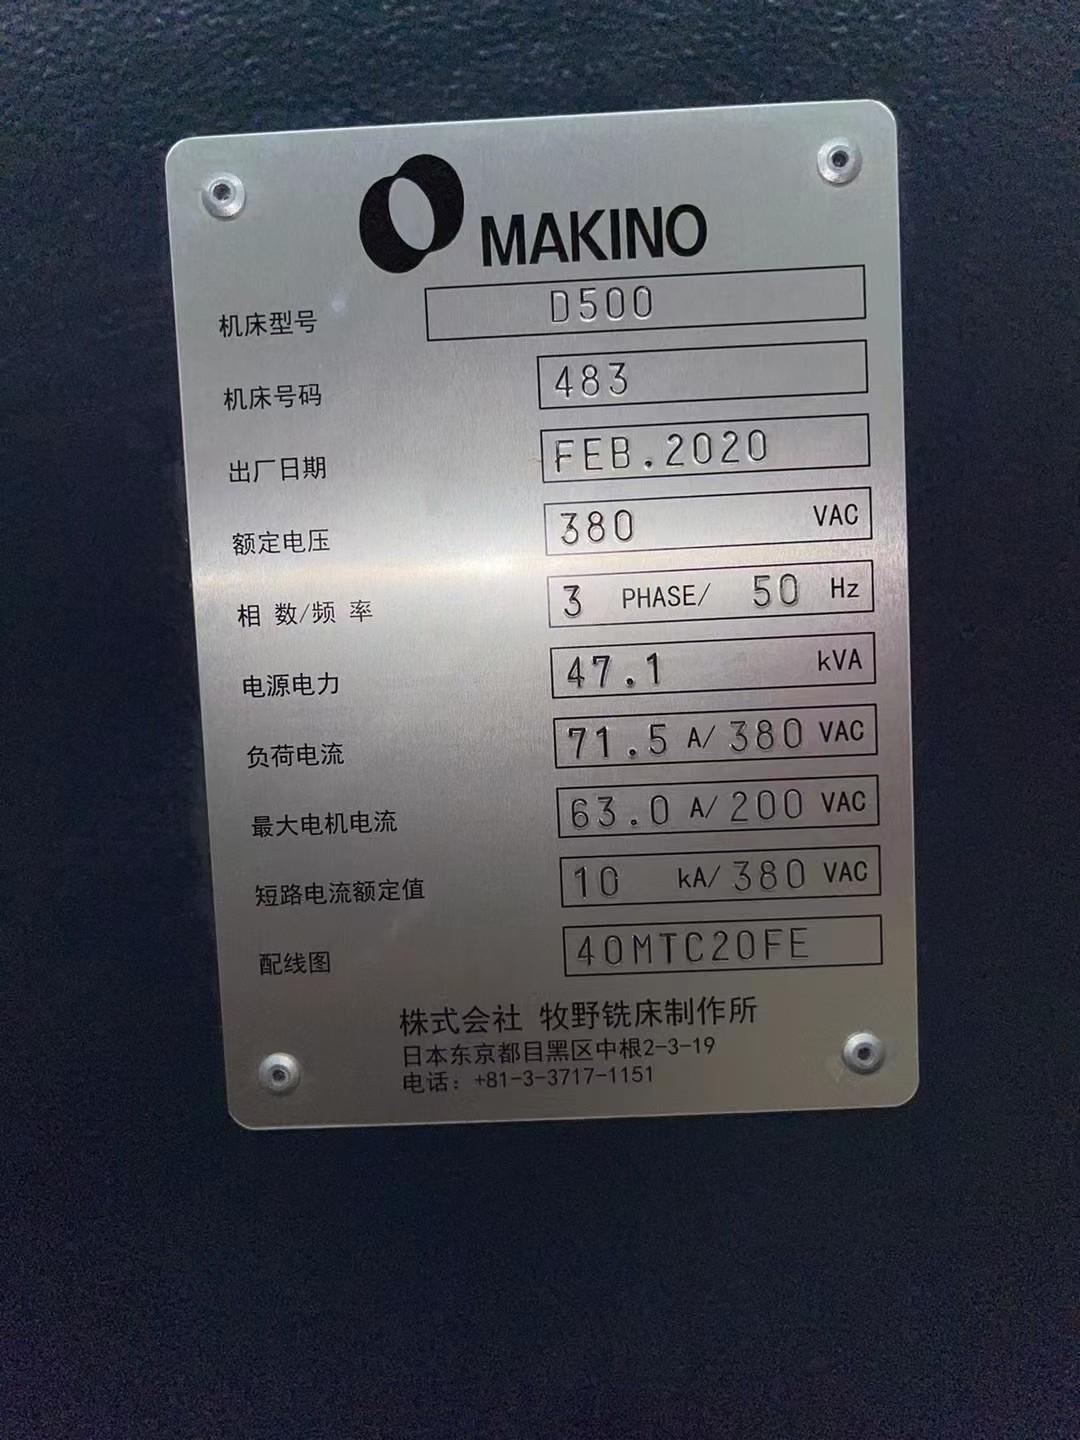 MAKINO
机床型号 D500
机床号码 483
出厂日期 FEB.2020
额定电压 380 VAC
相 数/频 率 3 PHASE/ 50 Hz
电源电力 47.1 kVA
负荷电流 71.5 A/380 VAC
最大电机电流 63.0 A/200 VAC
短路电流额定值 10 kA/380 VAC
配线图 40MTC20FE
株式会社 牧野铣床制作所
日本东京都目黑区中根2-3-19
电话：+81-3-3717-1151